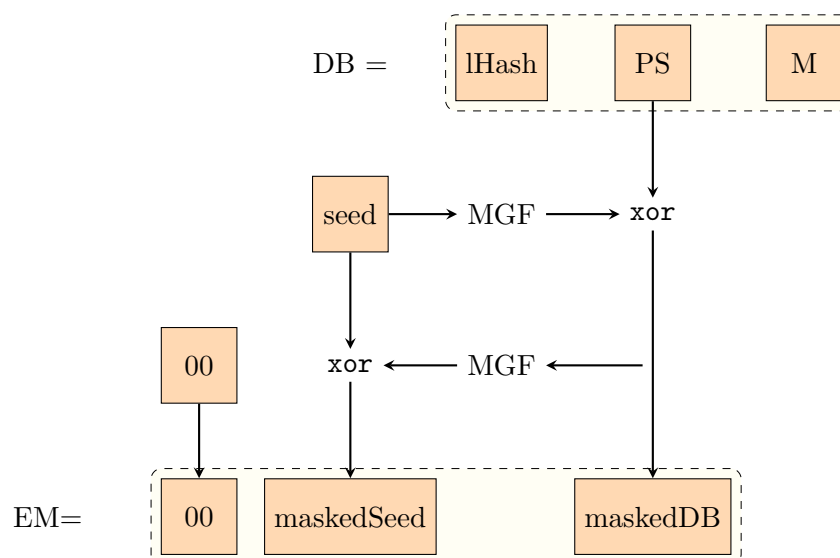 DB = lHash PS M
seed MGF xor
00 xor MGF
EM= 00 maskedSeed maskedDB